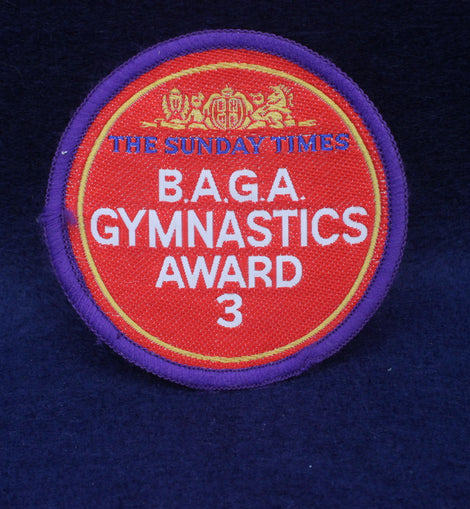 THE SUNDAY TIMES
B.A.G.A.
GYMNASTICS
AWARD
3